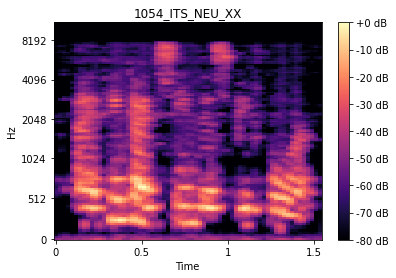 1054_ITS_NEU_XX
8192
4096
2048
1024
512
0
Hz
0
0.5
1
1.5
Time
+0 dB
-10 dB
-20 dB
-30 dB
-40 dB
-50 dB
-60 dB
-70 dB
-80 dB